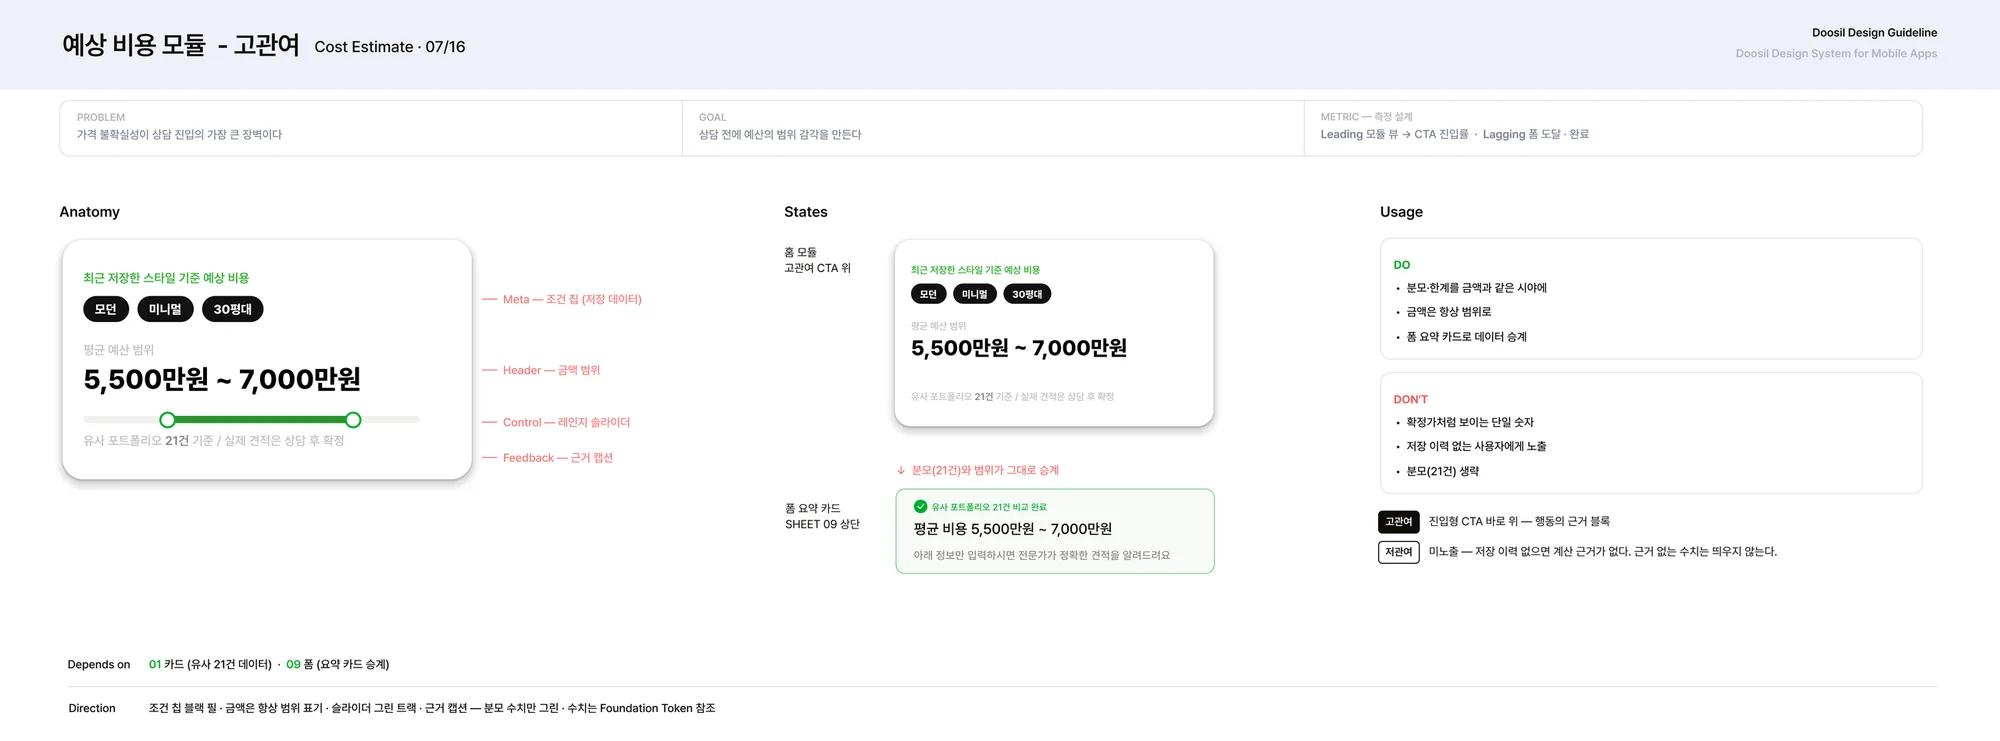 예상 비용 모듈 - 고관여 Cost Estimate · 07/16
Doosil Design Guideline
Doosil Design System for Mobile Apps
PROBLEM
가격 불확실성이 상담 진입의 가장 큰 장벽이다
GOAL
상담 전에 예산의 범위 감각을 만든다
METRIC — 측정 설계
Leading 모듈 뷰 → CTA 진입률 · Lagging 폼 도달 · 완료
Anatomy
최근 저장한 스타일 기준 예상 비용
모던 미니멀 30평대
평균 예산 범위
5,500만원 ~ 7,000만원
유사 포트폴리오 21건 기준 / 실제 견적은 상담 후 확정
Meta — 조건 칩 (저장 데이터)
Header — 금액 범위
Control — 레인지 슬라이더
Feedback — 근거 캡션
States
홈 모듈
고관여 CTA 위
최근 저장한 스타일 기준 예상 비용
모던 미니멀 30평대
평균 예산 범위
5,500만원 ~ 7,000만원
유사 포트폴리오 21건 기준 / 실제 견적은 상담 후 확정
↓ 분모(21건)와 범위가 그대로 승계
폼 요약 카드
SHEET 09 상단
유사 포트폴리오 21건 비교 완료
평균 비용 5,500만원 ~ 7,000만원
아래 정보만 입력하시면 전문가가 정확한 견적을 알려드려요
Usage
DO
• 분모·한계를 금액과 같은 시야에
• 금액은 항상 범위로
• 폼 요약 카드로 데이터 승계
DON'T
• 확정가처럼 보이는 단일 숫자
• 저장 이력 없는 사용자에게 노출
• 분모(21건) 생략
고관여 진입형 CTA 바로 위 — 행동의 근거 블록
저관여 미노출 — 저장 이력 없으면 계산 근거가 없다. 근거 없는 수치는 띄우지 않는다.
Depends on 01 카드 (유사 21건 데이터) · 09 폼 (요약 카드 승계)
Direction 조건 칩 블랙 필 · 금액은 항상 범위 표기 · 슬라이더 그린 트랙 · 근거 캡션 — 분모 수치만 그린 · 수치는 Foundation Token 참조